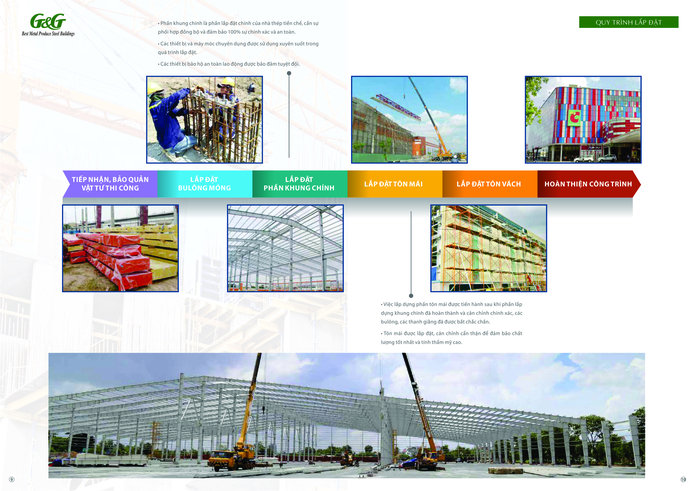 G&G
Best Metal Produce Steel Buildings
QUY TRÌNH LẮP ĐẶT
• Phần khung chính là phần lắp đặt chính của nhà thép tiền chế, cần sự
phối hợp đồng bộ và đảm bảo 100% sự chính xác và an toàn.
• Các thiết bị và máy móc chuyên dụng được sử dụng xuyên suốt trong
quá trình lắp đặt.
• Các thiết bị bảo hộ an toàn lao động được bảo đảm tuyệt đối.
TIẾP NHẬN, BẢO QUẢN
VẬT TƯ THI CÔNG
LẮP ĐẶT
BULÔNG MÓNG
LẮP ĐẶT
PHẦN KHUNG CHÍNH
LẮP ĐẶT TÔN MÁI
LẮP ĐẶT TÔN VÁCH
HOÀN THIỆN CÔNG TRÌNH
• Việc lắp dựng phần tôn mái được tiến hành sau khi phần lắp
dựng khung chính đã hoàn thành và căn chỉnh chính xác, các
bulông, các thanh giằng đã được bắt chắc chắn.
• Tôn mái được lắp đặt, căn chỉnh cẩn thận để đảm bảo chất
lượng tốt nhất và tính thẩm mỹ cao.